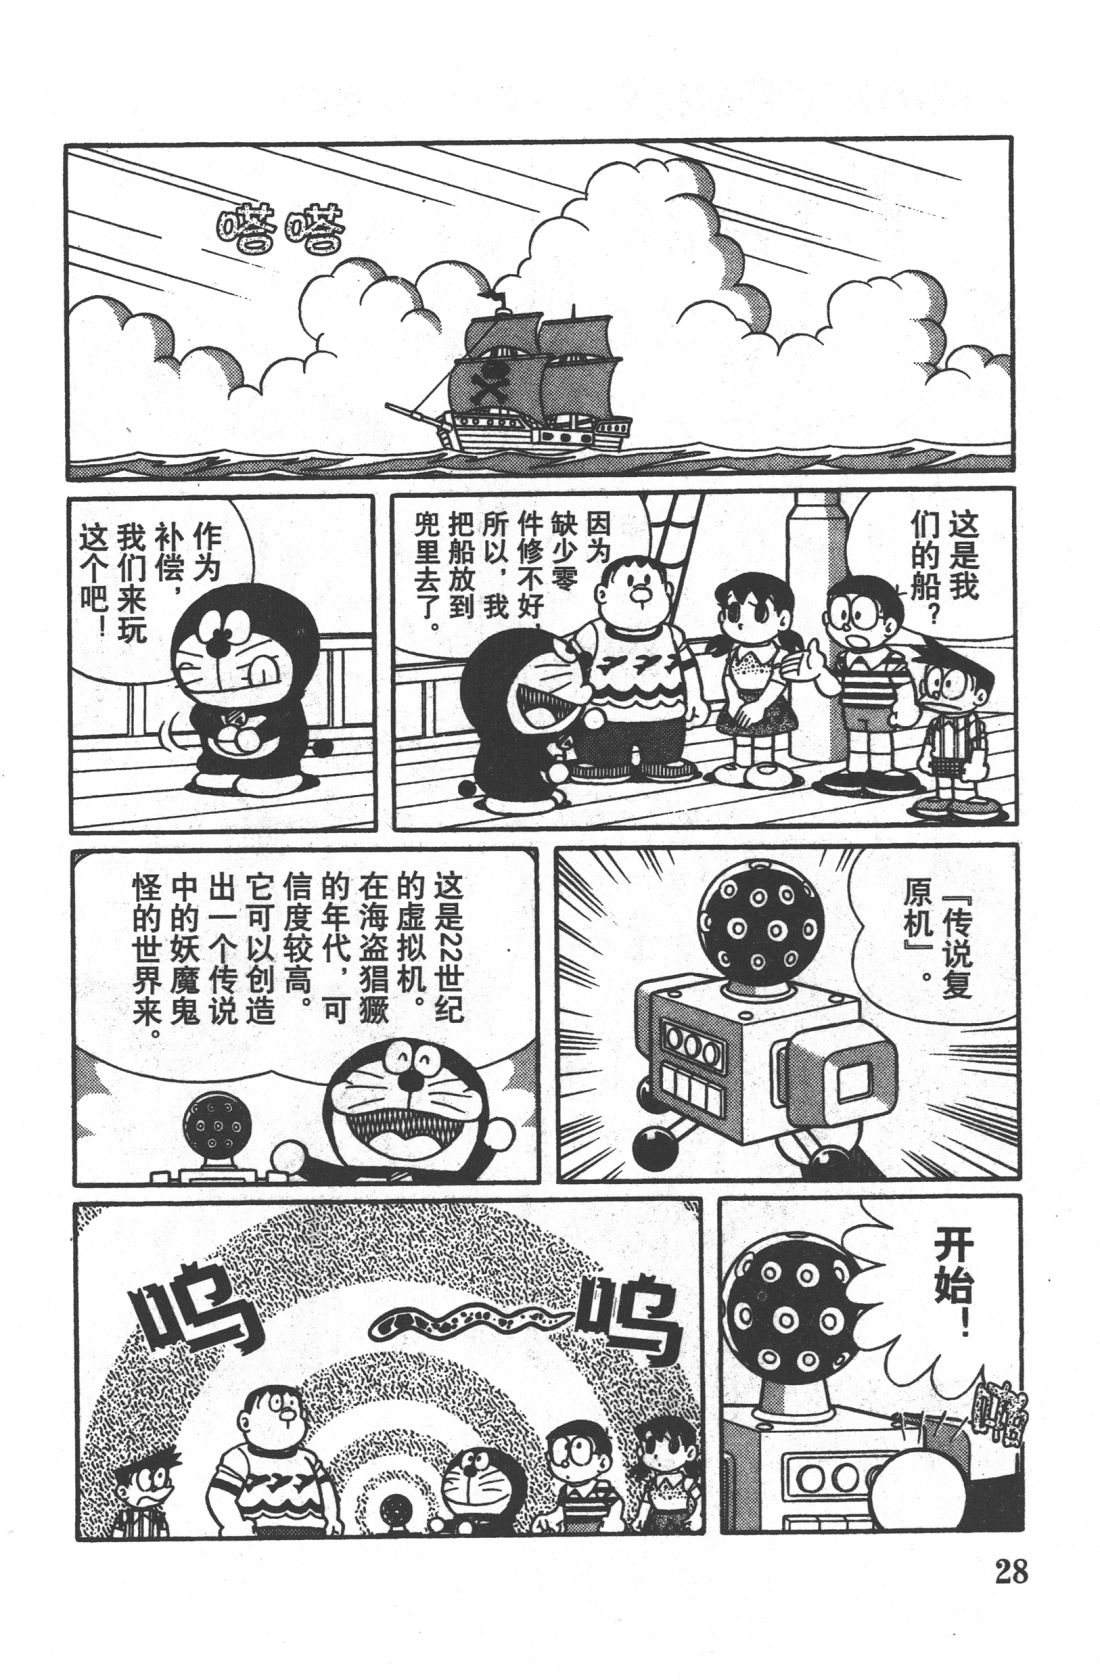 嗒 嗒
这是我
们的船？
因为
缺少零
件修不好，
所以，我
把船放到
兜里去了。
作为
补偿，
我们来玩
这个吧！
『传说复
原机』。
这是22世纪
的虚拟机。
在海盗猖獗
的年代，可
信度较高。
它可以创造
出一个传说
中的妖魔鬼
怪的世界来。
开始！
呜
呜
28